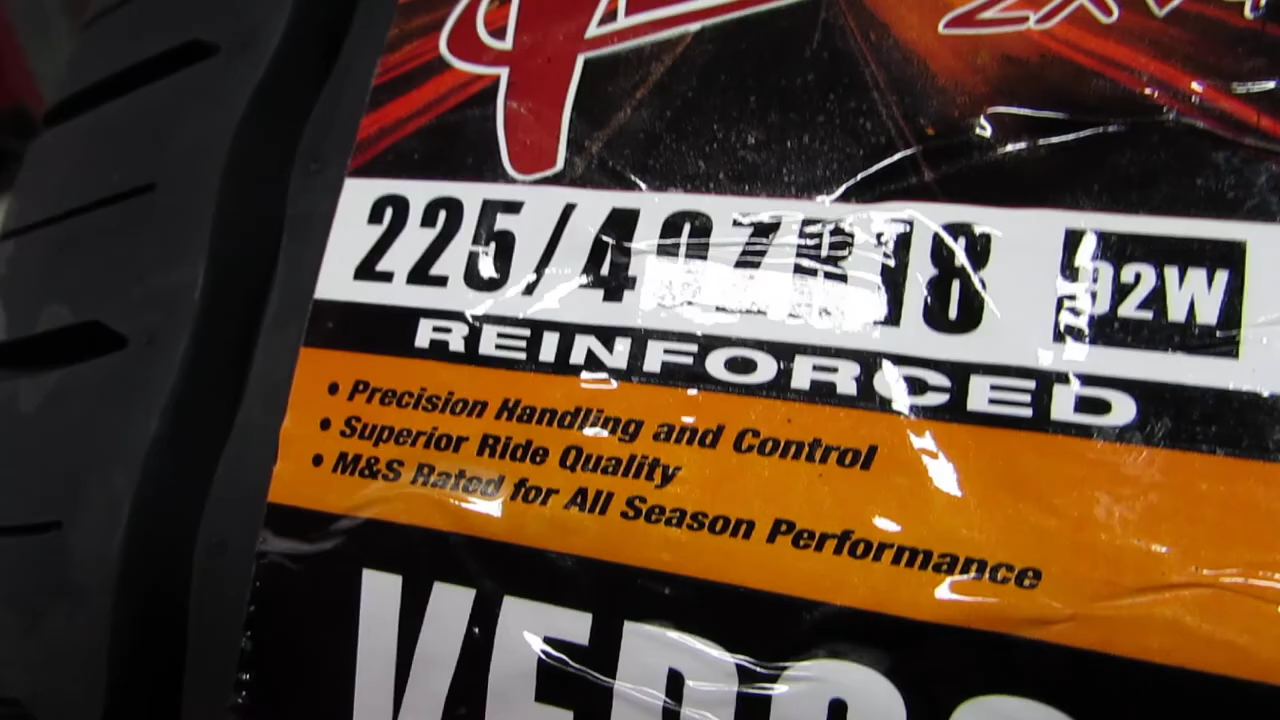 225/40ZR18 92W
REINFORCED
• Precision Handling and Control
• Superior Ride Quality
• M&S Rated for All Season Performance